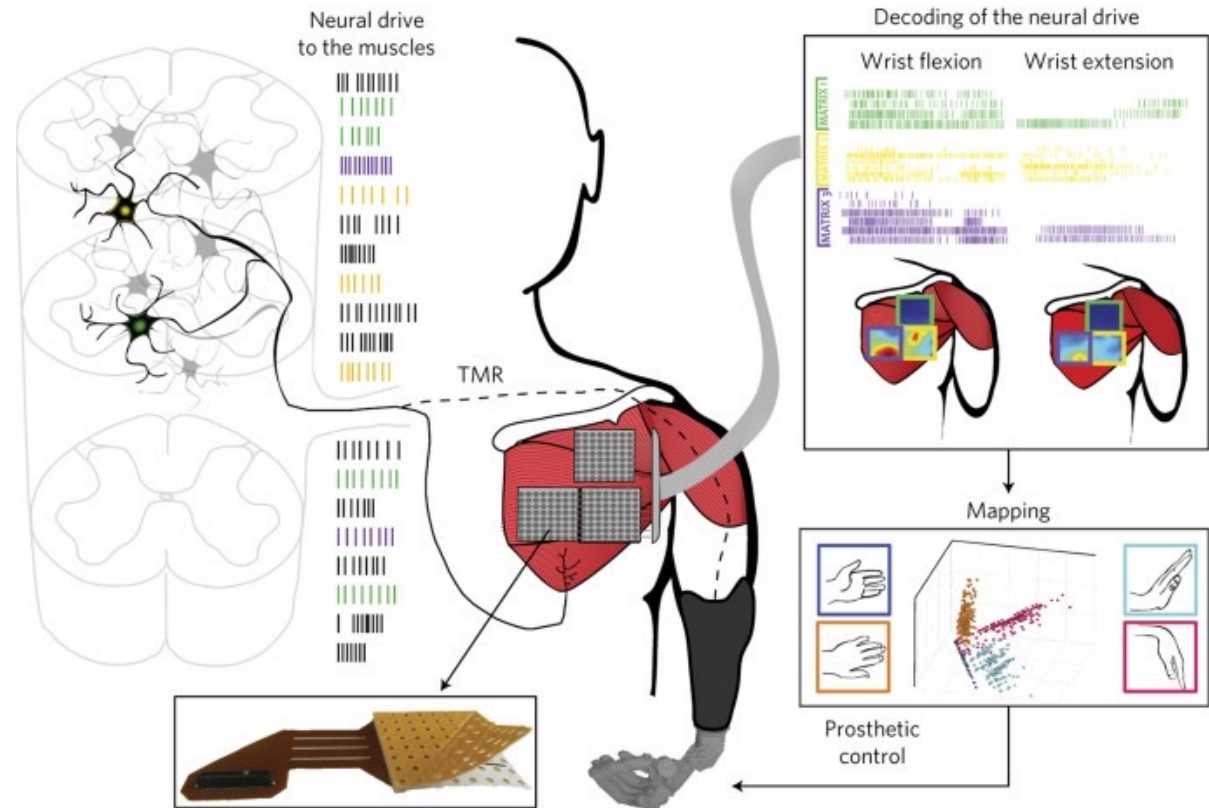 Neural drive
to the muscles
TMR
Decoding of the neural drive
Wrist flexion
Wrist extension
MATRIX 1
MATRIX 2
MATRIX 3
Mapping
Prosthetic
control